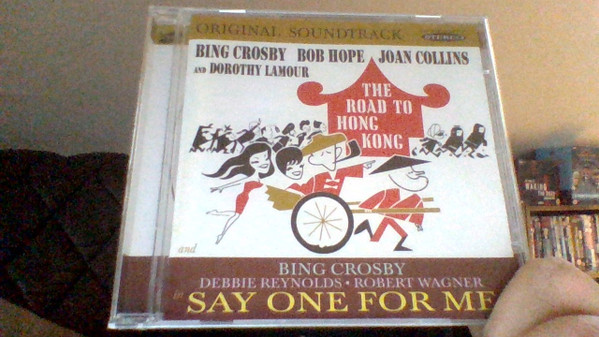 ORIGINAL SOUNDTRACK STEREO
BING CROSBY BOB HOPE JOAN COLLINS
AND DOROTHY LAMOUR
THE
ROAD TO
HONG
KONG
and
BING CROSBY
DEBBIE REYNOLDS • ROBERT WAGNER
in SAY ONE FOR ME